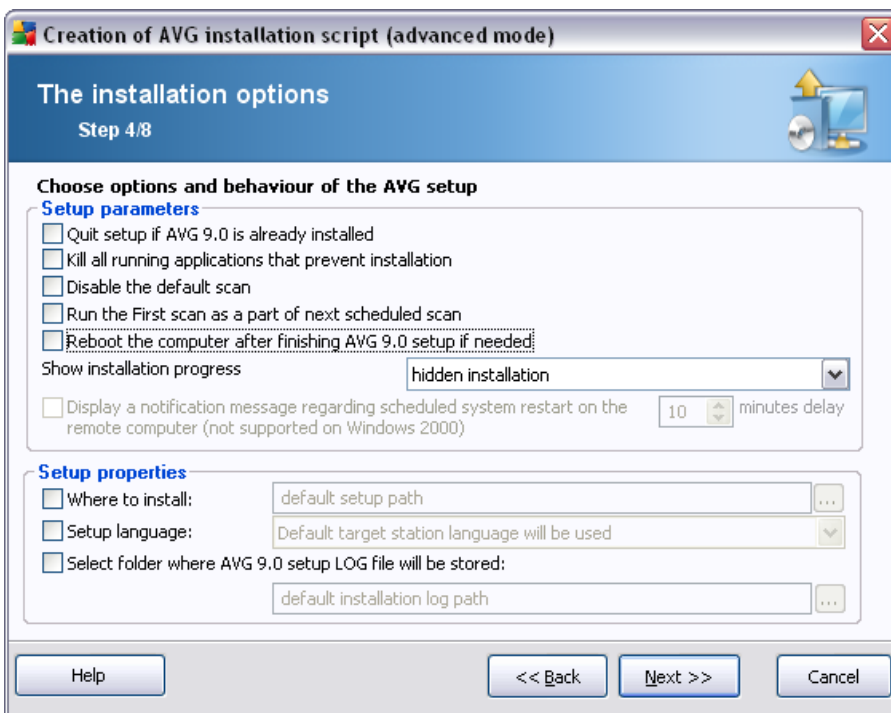 Creation of AVG installation script (advanced mode)
The installation options
Step 4/8
Choose options and behaviour of the AVG setup
Setup parameters
Quit setup if AVG 9.0 is already installed
Kill all running applications that prevent installation
Disable the default scan
Run the First scan as a part of next scheduled scan
Reboot the computer after finishing AVG 9.0 setup if needed
Show installation progress hidden installation
Display a notification message regarding scheduled system restart on the 10 minutes delay
remote computer (not supported on Windows 2000)
Setup properties
Where to install: default setup path ...
Setup language: Default target station language will be used
Select folder where AVG 9.0 setup LOG file will be stored:
default installation log path ...
Help << Back Next >> Cancel